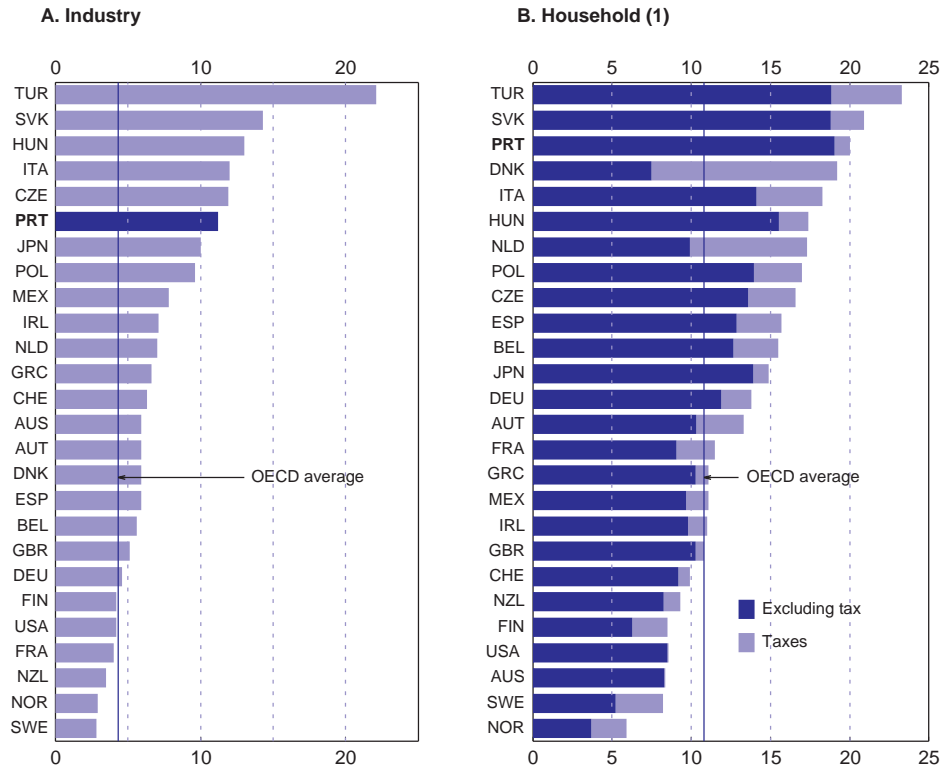 A. Industry
0 10 20
TUR
SVK
HUN
ITA
CZE
PRT
JPN
POL
MEX
IRL
NLD
GRC
CHE
AUS
AUT
DNK
OECD average
ESP
BEL
GBR
DEU
FIN
USA
FRA
NZL
NOR
SWE
0 10 20
B. Household (1)
0 5 10 15 20 25
TUR
SVK
PRT
DNK
ITA
HUN
NLD
POL
CZE
ESP
BEL
JPN
DEU
AUT
FRA
GRC
OECD average
MEX
IRL
GBR
CHE
NZL
FIN
USA
AUS
SWE
NOR
Excluding tax
Taxes
0 5 10 15 20 25